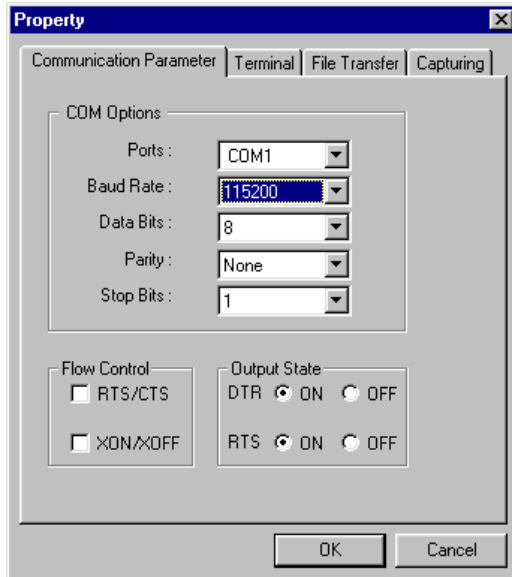 Property
Communication Parameter Terminal File Transfer Capturing
COM Options
Ports : COM1
Baud Rate : 115200
Data Bits : 8
Parity : None
Stop Bits : 1
Flow Control
RTS/CTS
XON/XOFF
Output State
DTR ON OFF
RTS ON OFF
OK Cancel